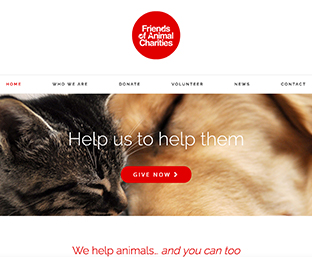 Friends
of Animal
Charities
HOME WHO WE ARE DONATE VOLUNTEER NEWS CONTACT
Help us to help them
GIVE NOW >
We help animals.. and you can too